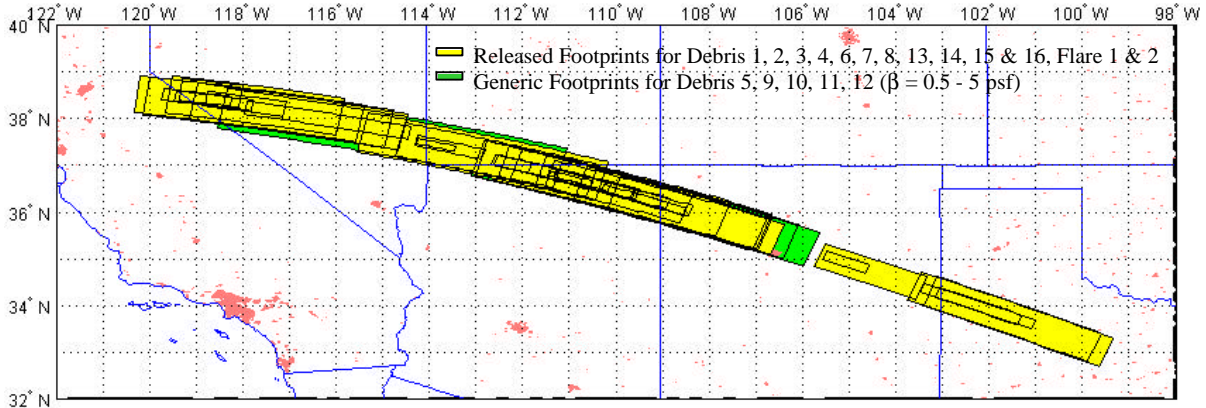 122° W 120° W 118° W 116° W 114° W 112° W 110° W 108° W 106° W 104° W 102° W 100° W 98° W
40° N
Released Footprints for Debris 1, 2, 3, 4, 6, 7, 8, 13, 14, 15 & 16, Flare 1 & 2
Generic Footprints for Debris 5, 9, 10, 11, 12 (β = 0.5 - 5 psf)
38° N
36° N
34° N
32° N